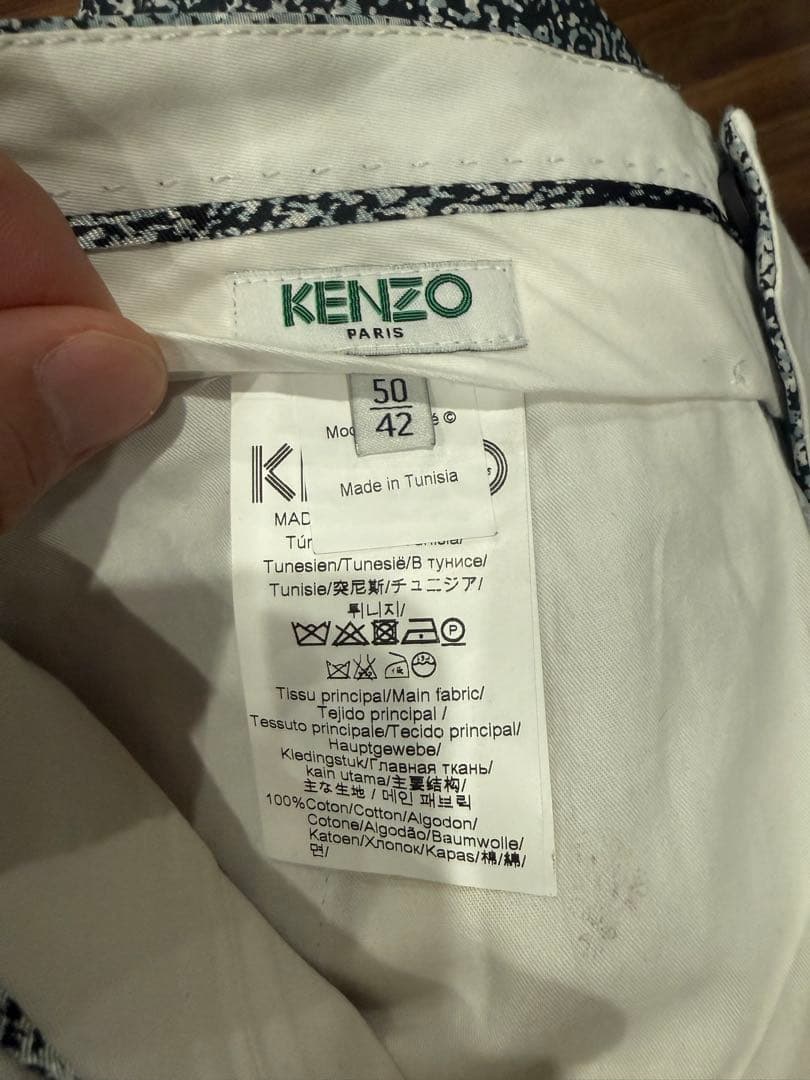 KENZO
PARIS
50
42
Made in Tunisia
Tunesien/Tunesië/В тунисе/
Tunisie/突尼斯/チュニジア/
튀니지/
P
Tissu principal/Main fabric/
Tejido principal /
Tessuto principale/Tecido principal/
Hauptgewebe/
Kledingstuk/Главная ткань/
kain utama/主要结构/
主な生地 / 메인 패브릭
100%Coton/Cotton/Algodon/
Cotone/Algodão/Baumwolle/
Katoen/Хлопок/Kapas/棉/綿/
면/